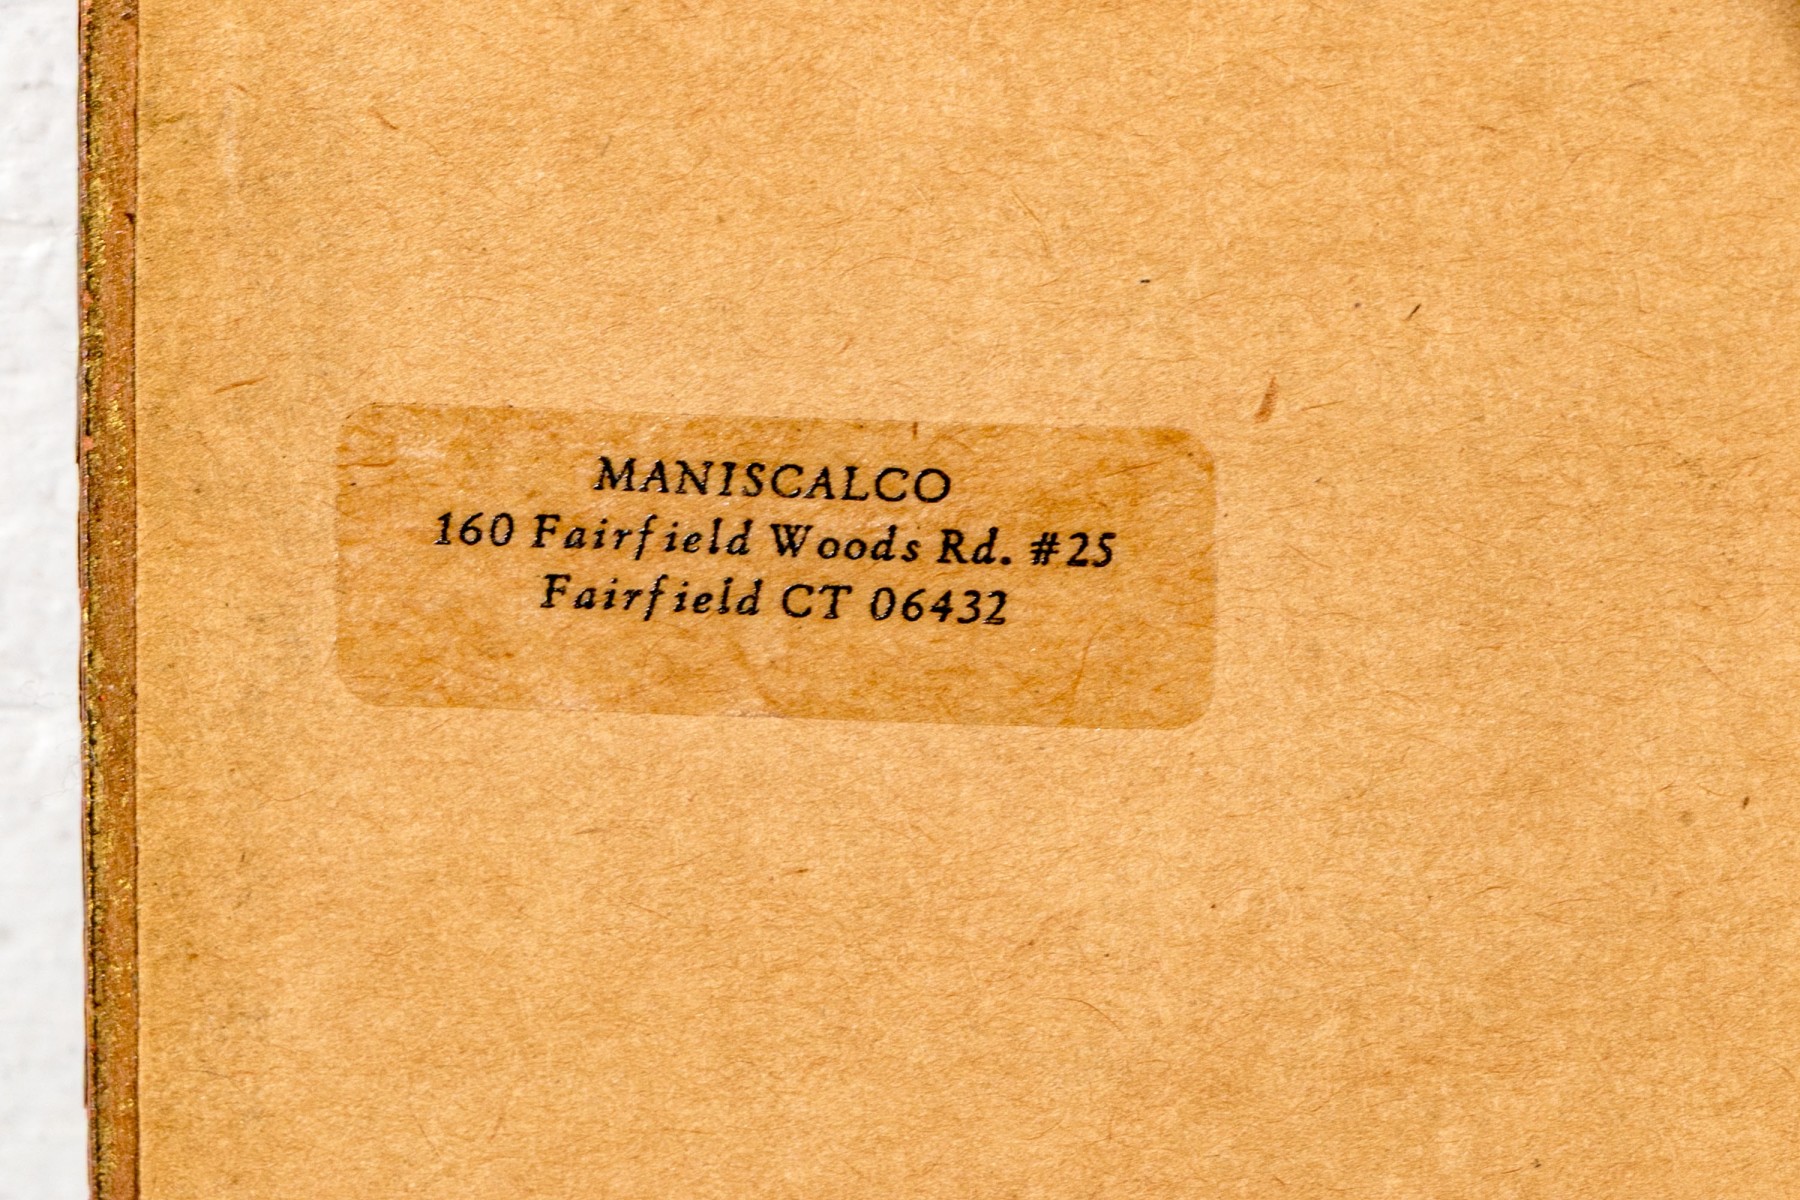 MANISCALCO
160 Fairfield Woods Rd. #25
Fairfield CT 06432